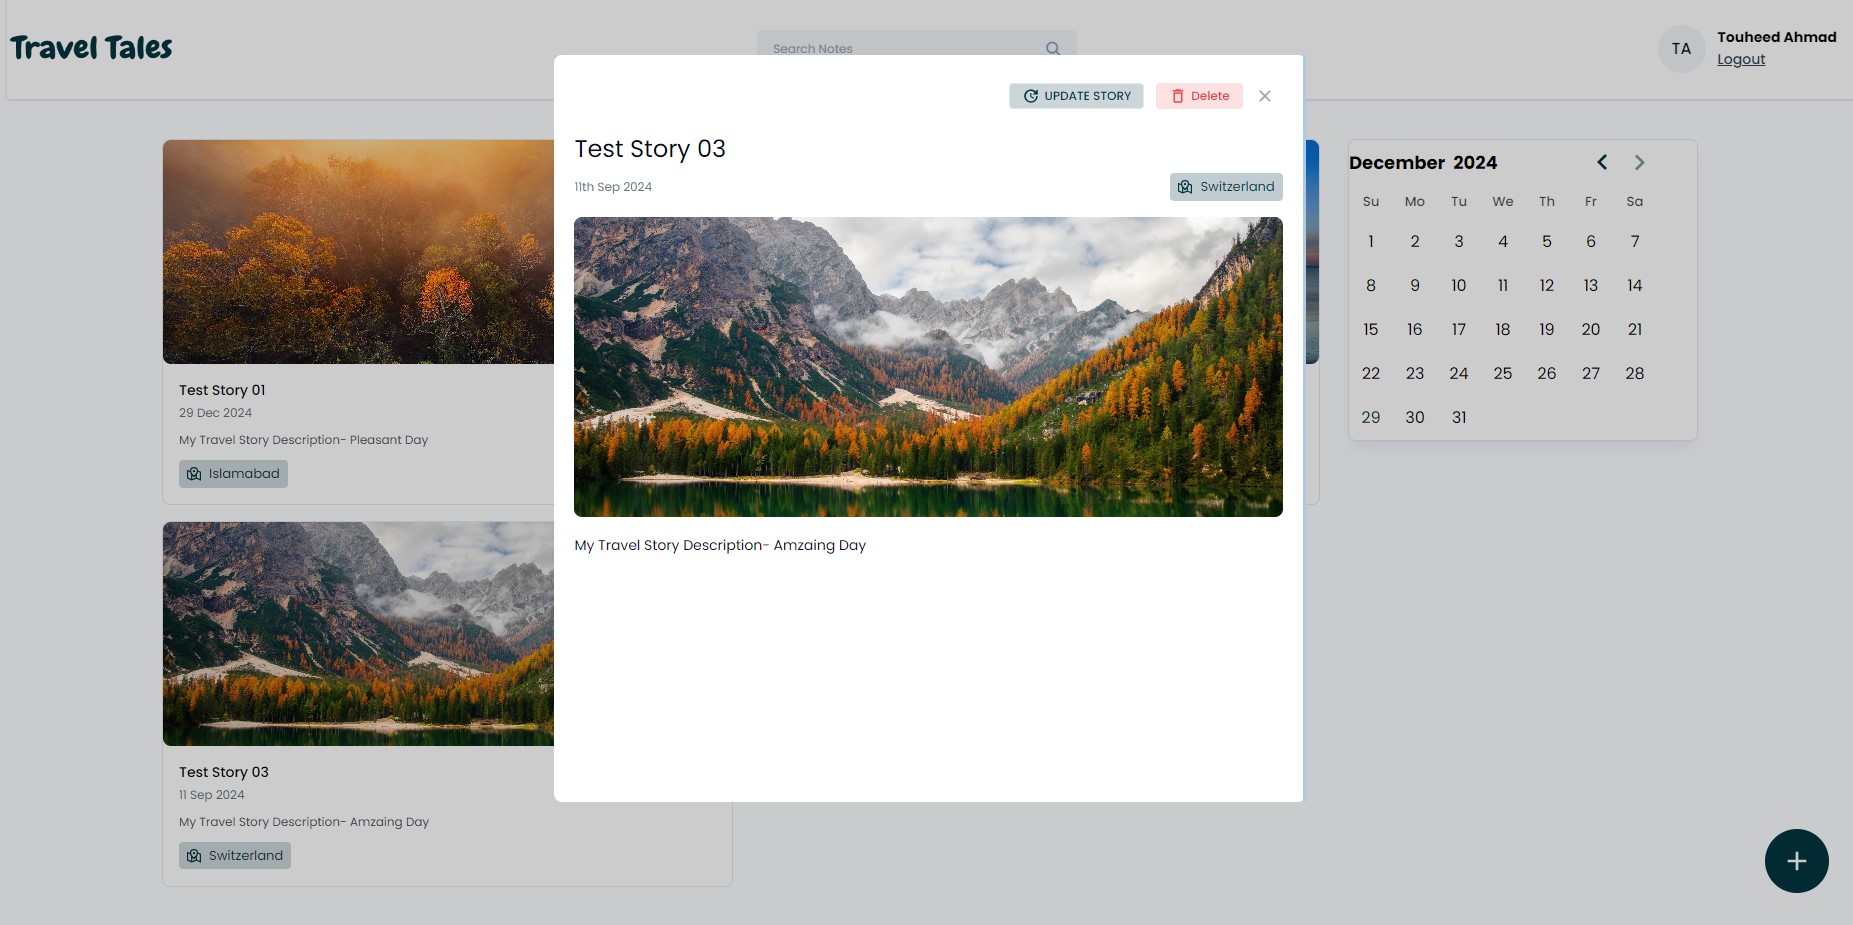 Travel Tales
Search Notes
TA
Touheed Ahmad
Logout
UPDATE STORY
Delete
Test Story 03
11th Sep 2024
Switzerland
My Travel Story Description- Amzaing Day
Test Story 01
29 Dec 2024
My Travel Story Description- Pleasant Day
Islamabad
Test Story 03
11 Sep 2024
My Travel Story Description- Amzaing Day
Switzerland
December 2024
Su Mo Tu We Th Fr Sa
1 2 3 4 5 6 7
8 9 10 11 12 13 14
15 16 17 18 19 20 21
22 23 24 25 26 27 28
29 30 31